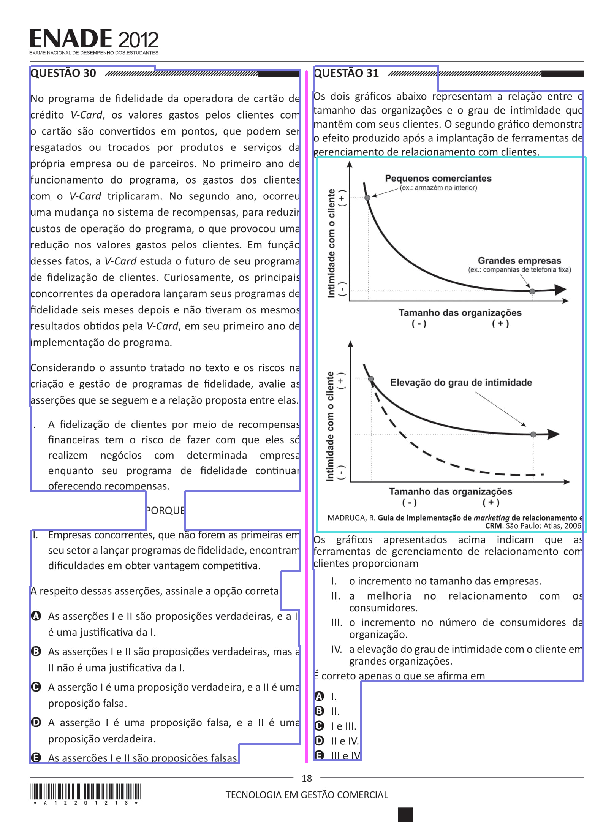 ENADE 2012
EXAME NACIONAL DE DESEMPENHO DOS ESTUDANTES
QUESTÃO 30
No programa de fidelidade da operadora de cartão de
crédito V-Card, os valores gastos pelos clientes com
o cartão são convertidos em pontos, que podem ser
resgatados ou trocados por produtos e serviços da
própria empresa ou de parceiros. No primeiro ano de
funcionamento do programa, os gastos dos clientes
com o V-Card triplicaram. No segundo ano, ocorreu
uma mudança no sistema de recompensas, para reduzir
custos de operação do programa, o que provocou uma
redução nos valores gastos pelos clientes. Em função
desses fatos, a V-Card estuda o futuro de seu programa
de fidelização de clientes. Curiosamente, os principais
concorrentes da operadora lançaram seus programas de
fidelidade seis meses depois e não tiveram os mesmos
resultados obtidos pela V-Card, em seu primeiro ano de
implementação do programa.
Considerando o assunto tratado no texto e os riscos na
criação e gestão de programas de fidelidade, avalie as
asserções que se seguem e a relação proposta entre elas.
I. A fidelização de clientes por meio de recompensas
financeiras tem o risco de fazer com que eles só
realizem negócios com determinada empresa
enquanto seu programa de fidelidade continuar
oferecendo recompensas.
PORQUE
II. Empresas concorrentes, que não forem as primeiras em
seu setor a lançar programas de fidelidade, encontram
dificuldades em obter vantagem competitiva.
A respeito dessas asserções, assinale a opção correta.
A As asserções I e II são proposições verdadeiras, e a II
é uma justificativa da I.
B As asserções I e II são proposições verdadeiras, mas a
II não é uma justificativa da I.
C A asserção I é uma proposição verdadeira, e a II é uma
proposição falsa.
D A asserção I é uma proposição falsa, e a II é uma
proposição verdadeira.
E As asserções I e II são proposições falsas.
QUESTÃO 31
Os dois gráficos abaixo representam a relação entre o
tamanho das organizações e o grau de intimidade que
mantêm com seus clientes. O segundo gráfico demonstra
o efeito produzido após a implantação de ferramentas de
gerenciamento de relacionamento com clientes.
Intimidade com o cliente
( - ) ( + )
Pequenos comerciantes
(ex.: armazém no interior)
Grandes empresas
(ex.: companhias de telefonia fixa)
Tamanho das organizações
( - ) ( + )
Intimidade com o cliente
( - ) ( + )
Elevação do grau de intimidade
Tamanho das organizações
( - ) ( + )
MADRUGA, R. Guia de implementação de marketing de relacionamento e
CRM. São Paulo: Atlas, 2006.
Os gráficos apresentados acima indicam que as
ferramentas de gerenciamento de relacionamento com
clientes proporcionam
I. o incremento no tamanho das empresas.
II. a melhoria no relacionamento com os
consumidores.
III. o incremento no número de consumidores da
organização.
IV. a elevação do grau de intimidade com o cliente em
grandes organizações.
É correto apenas o que se afirma em
A I.
B II.
C I e III.
D II e IV.
E III e IV.
18
*A12201218*
TECNOLOGIA EM GESTÃO COMERCIAL